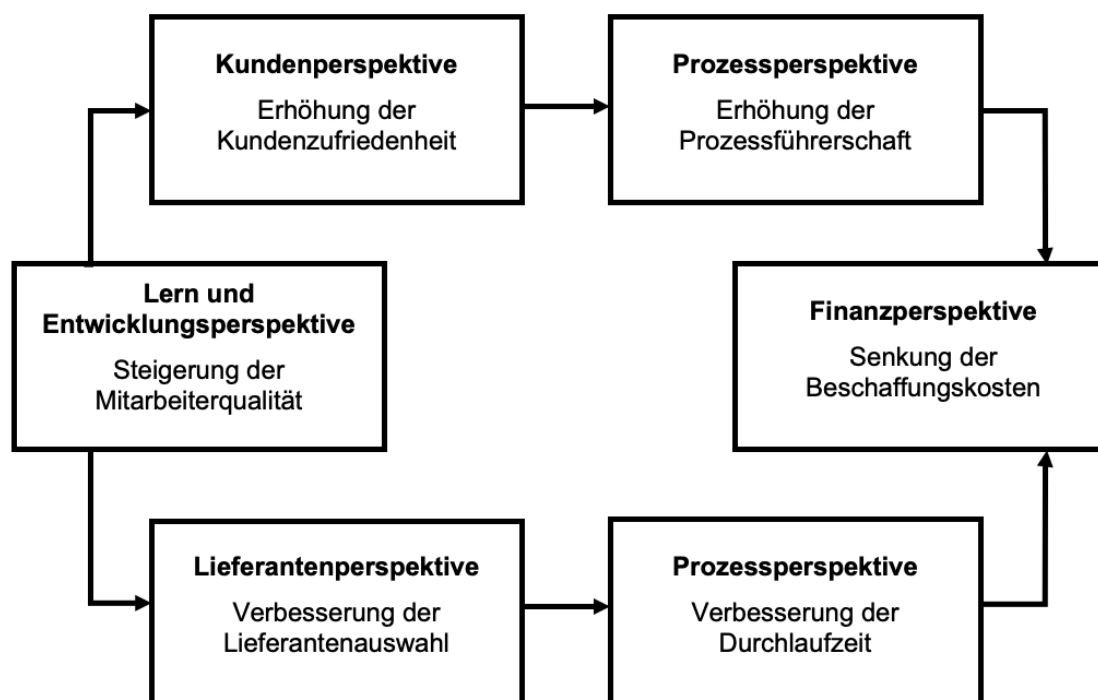 Kundenperspektive
Erhöhung der
Kundenzufriedenheit
Prozessperspektive
Erhöhung der
Prozessführerschaft
Lern und
Entwicklungsperspektive
Steigerung der
Mitarbeiterqualität
Finanzperspektive
Senkung der
Beschaffungskosten
Lieferantenperspektive
Verbesserung der
Lieferantenauswahl
Prozessperspektive
Verbesserung der
Durchlaufzeit